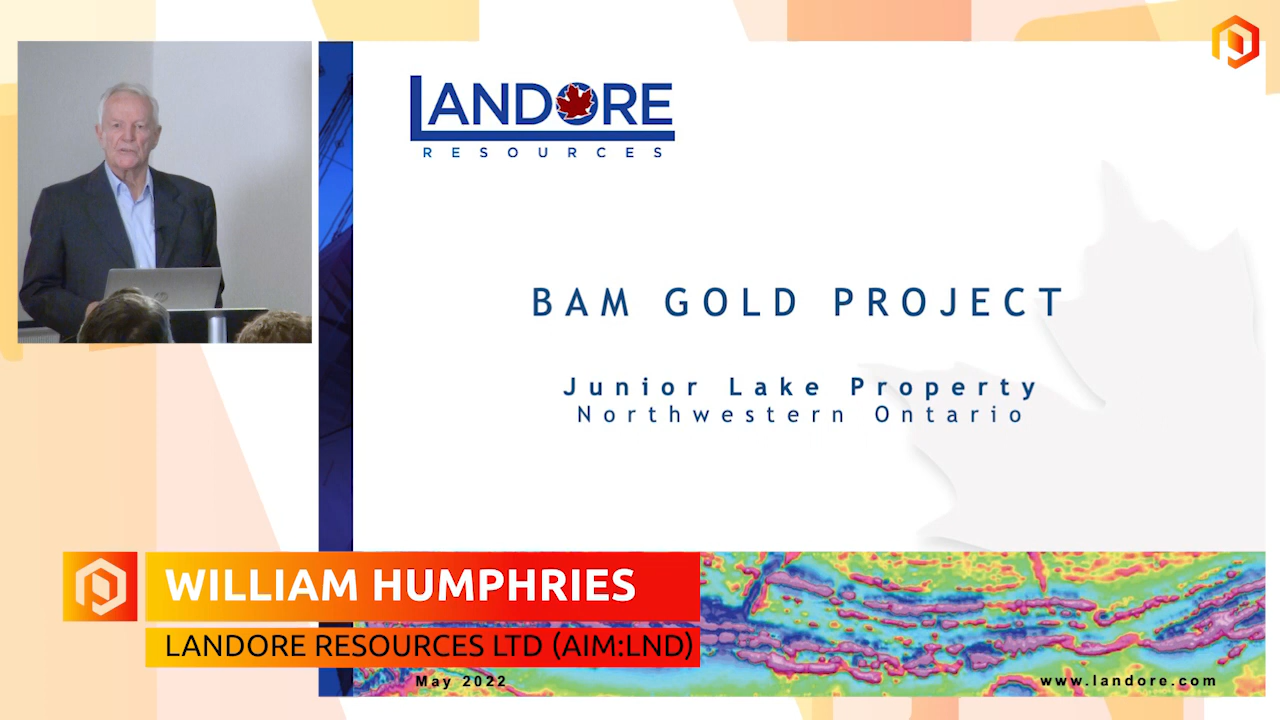 LANDORE
RESOURCES
BAM GOLD PROJECT
Junior Lake Property
Northwestern Ontario
WILLIAM HUMPHRIES
LANDORE RESOURCES LTD (AIM:LND)
May 2022
www.landore.com